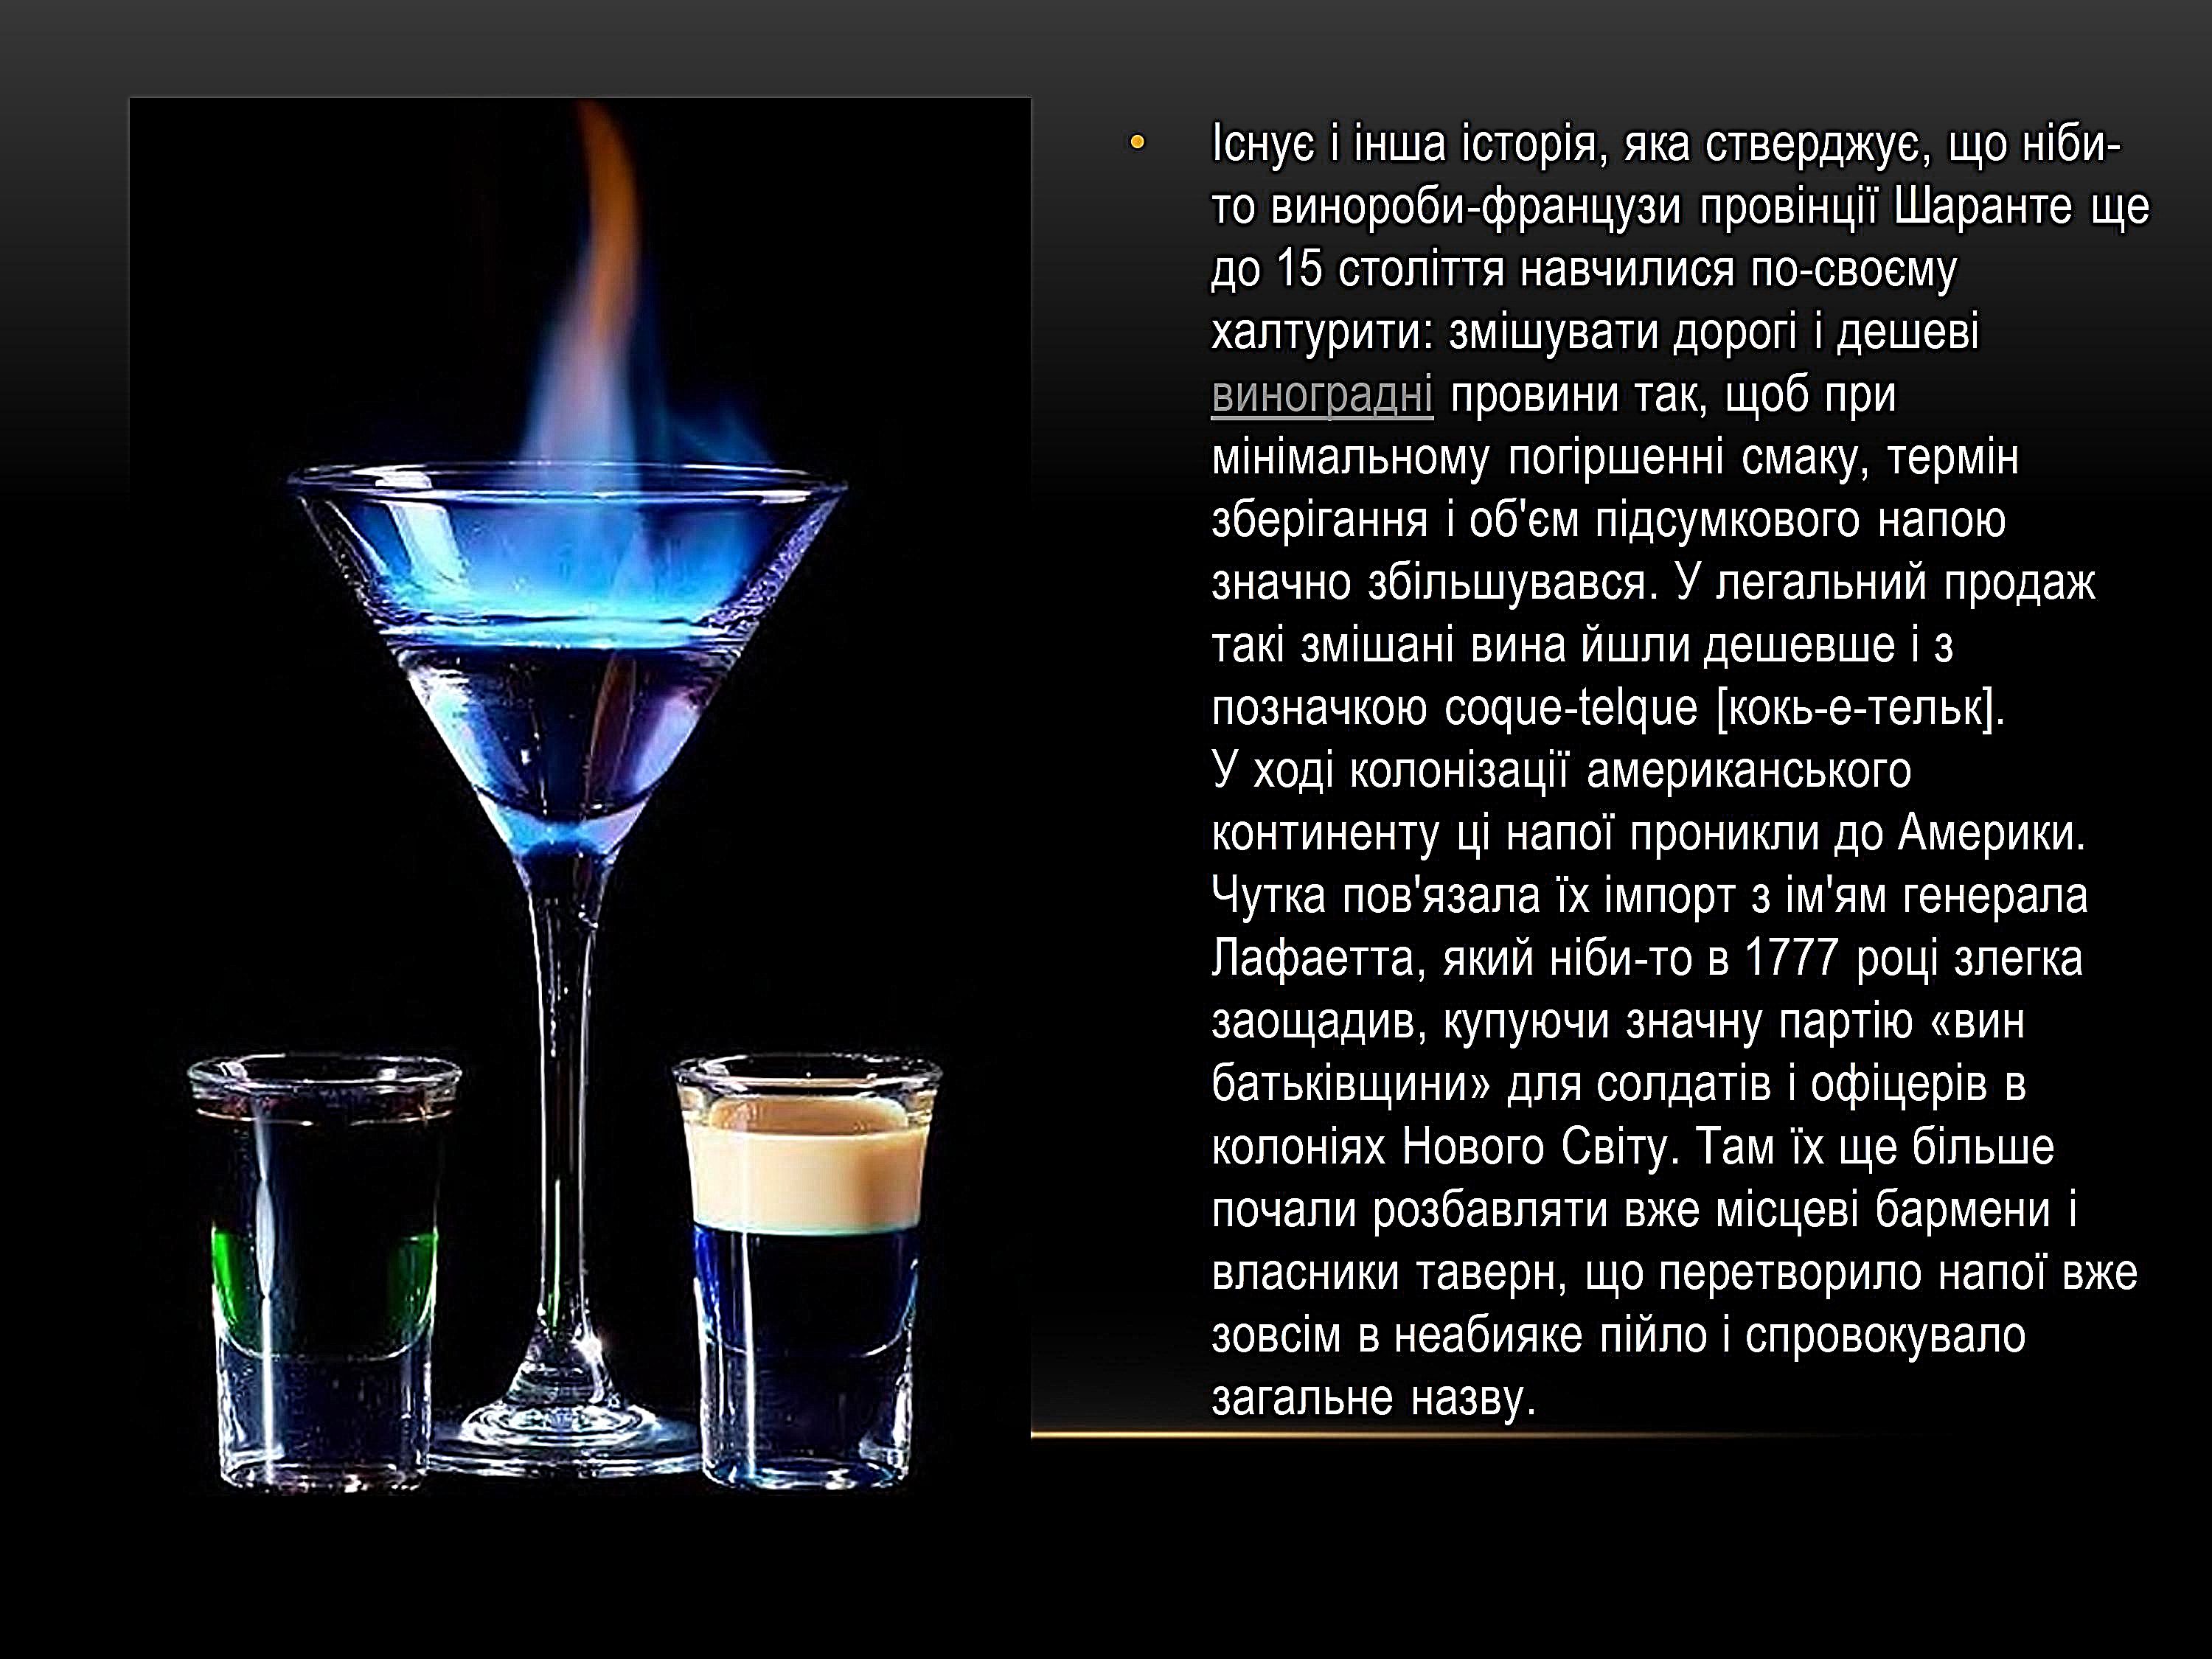 • Існує і інша історія, яка стверджує, що ніби-
то винороби-французи провінції Шаранте ще
до 15 століття навчилися по-своєму
халтурити: змішувати дорогі і дешеві
виноградні провини так, щоб при
мінімальному погіршенні смаку, термін
зберігання і об'єм підсумкового напою
значно збільшувався. У легальний продаж
такі змішані вина йшли дешевше і з
позначкою coque-telque [кокь-е-тельк].
У ході колонізації американського
континенту ці напої проникли до Америки.
Чутка пов'язала їх імпорт з ім'ям генерала
Лафаетта, який ніби-то в 1777 році злегка
заощадив, купуючи значну партію «вин
батьківщини» для солдатів і офіцерів в
колоніях Нового Світу. Там їх ще більше
почали розбавляти вже місцеві бармени і
власники таверн, що перетворило напої вже
зовсім в неабияке пійло і спровокувало
загальне назву.